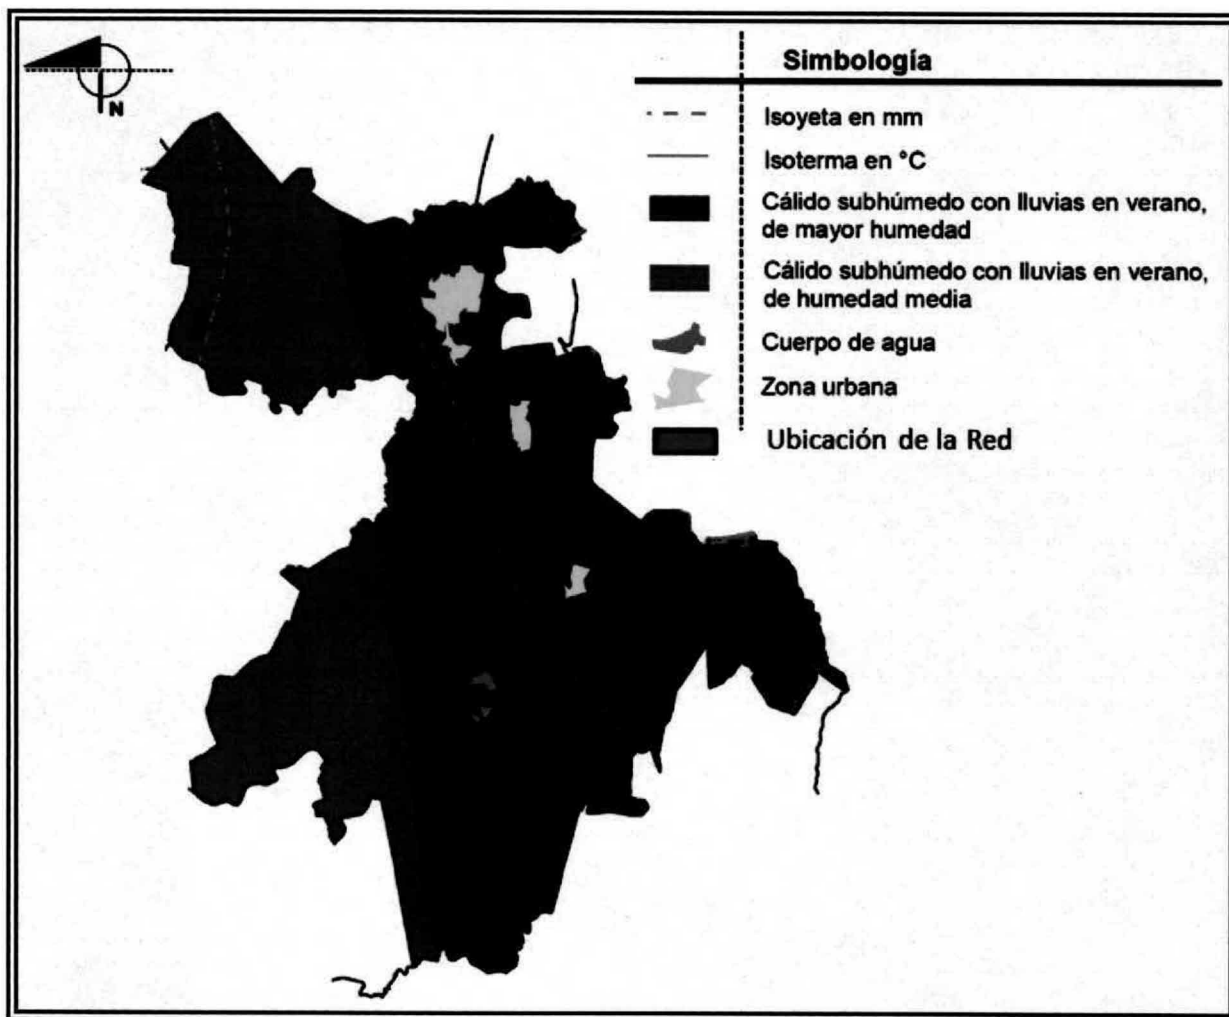 N
Simbología
Isoyeta en mm
Isoterma en °C
Cálido subhúmedo con lluvias en verano,
de mayor humedad
Cálido subhúmedo con lluvias en verano,
de humedad media
Cuerpo de agua
Zona urbana
Ubicación de la Red